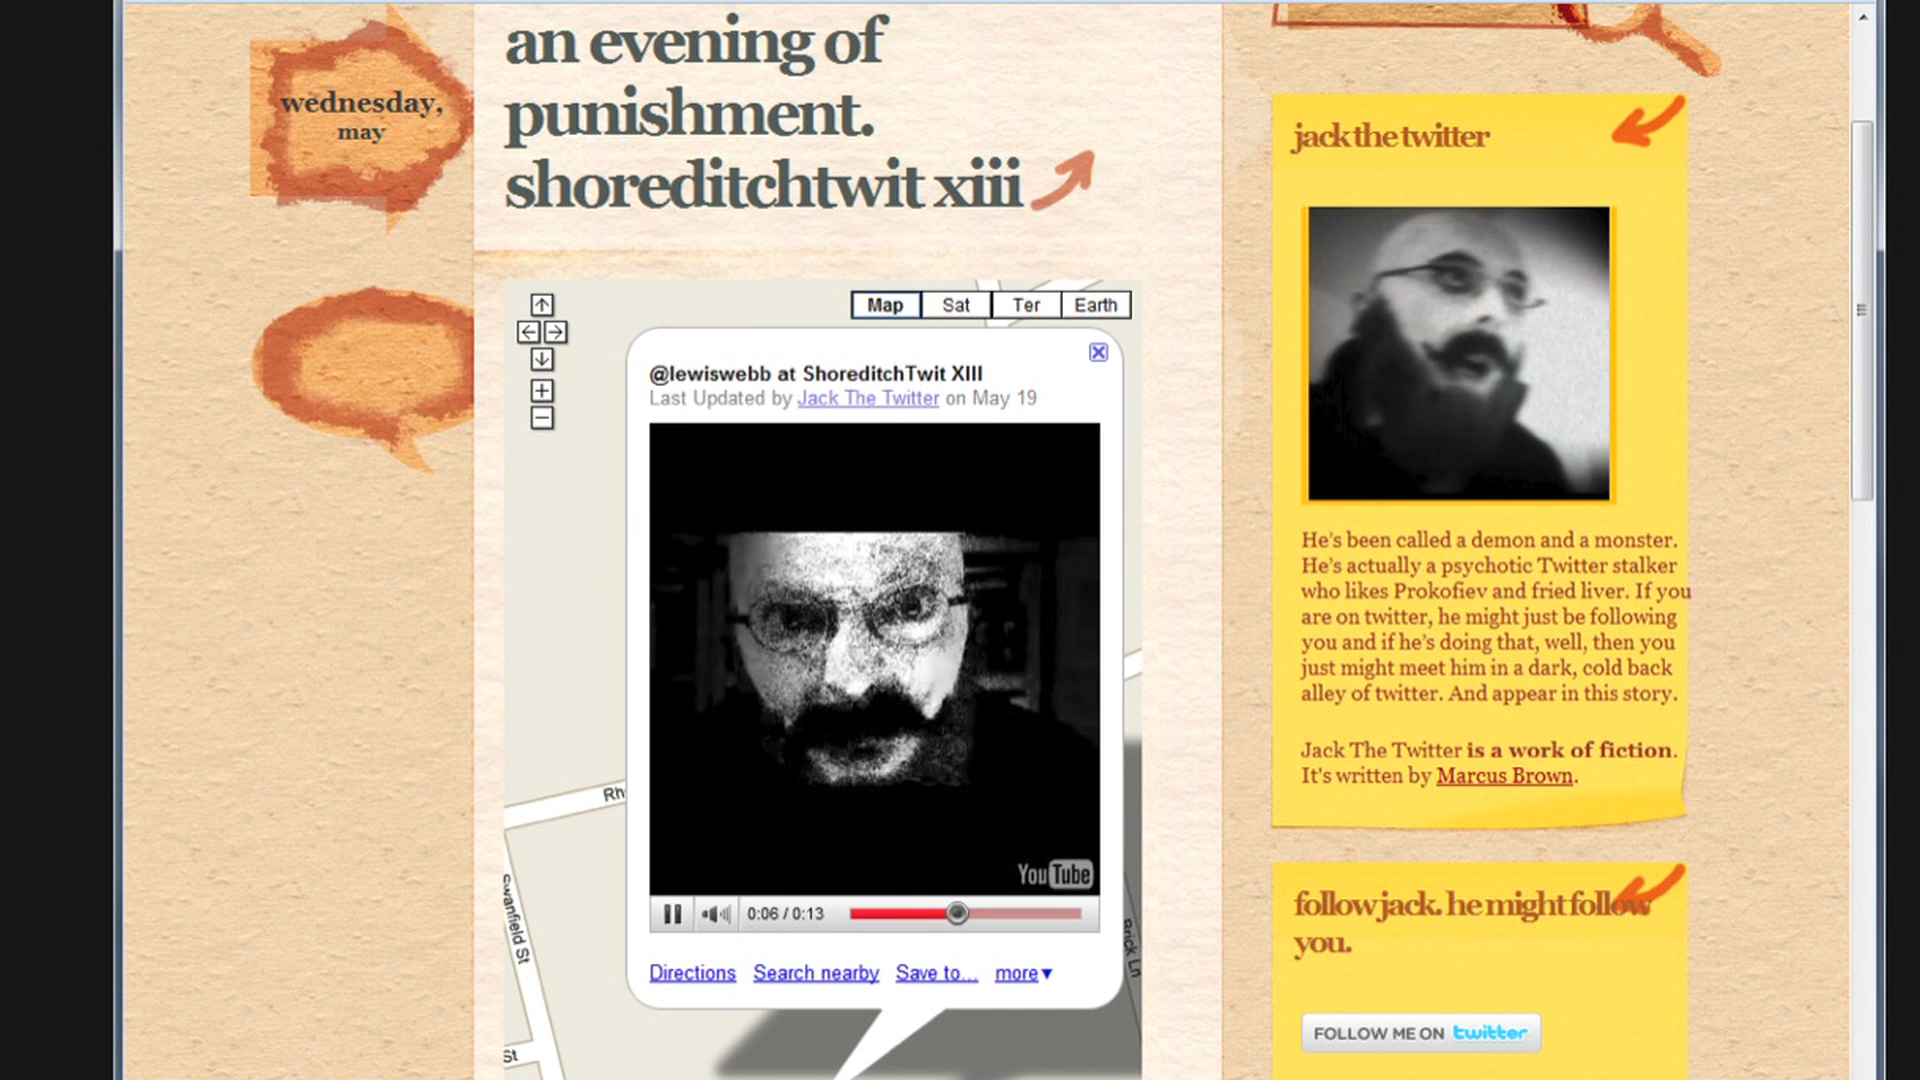 wednesday,
may
an evening of
punishment.
shoreditchtwit xiii
Map
Sat
Ter
Earth
@lewiswebb at ShoreditchTwit XIII
Last Updated by Jack The Twitter on May 19
YouTube
0:06 / 0:13
Directions
Search nearby
Save to...
more
Rh
Swanfield St
St
Brick Ln
jack the twitter
He's been called a demon and a monster.
He's actually a psychotic Twitter stalker
who likes Prokofiev and fried liver. If you
are on twitter, he might just be following
you and if he's doing that, well, then you
just might meet him in a dark, cold back
alley of twitter. And appear in this story.
Jack The Twitter is a work of fiction.
It's written by Marcus Brown.
follow jack. he might follow
you.
FOLLOW ME ON twitter